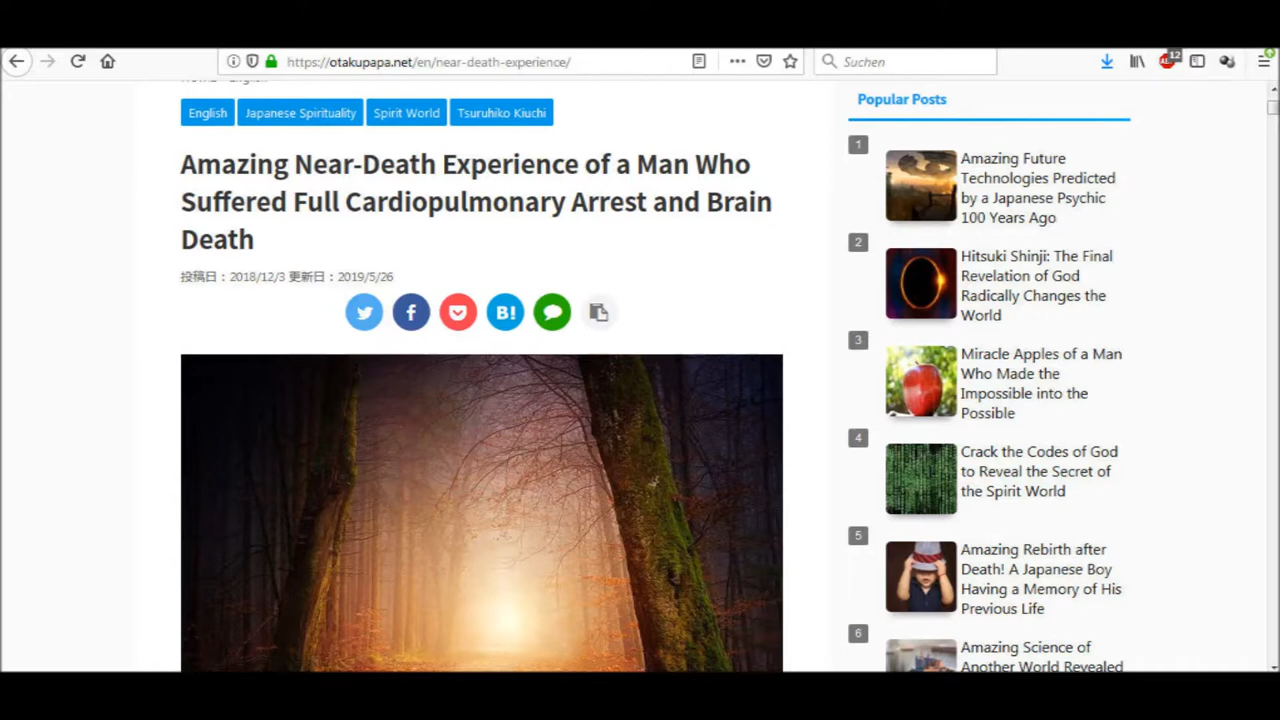 https://otakupapa.net/en/near-death-experience/
Suchen
12
English
Japanese Spirituality
Spirit World
Tsuruhiko Kiuchi
Amazing Near-Death Experience of a Man Who
Suffered Full Cardiopulmonary Arrest and Brain
Death
投稿日：2018/12/3 更新日：2019/5/26
B!
Popular Posts
1
Amazing Future
Technologies Predicted
by a Japanese Psychic
100 Years Ago
2
Hitsuki Shinji: The Final
Revelation of God
Radically Changes the
World
3
Miracle Apples of a Man
Who Made the
Impossible into the
Possible
4
Crack the Codes of God
to Reveal the Secret of
the Spirit World
5
Amazing Rebirth after
Death! A Japanese Boy
Having a Memory of His
Previous Life
6
Amazing Science of
Another World Revealed